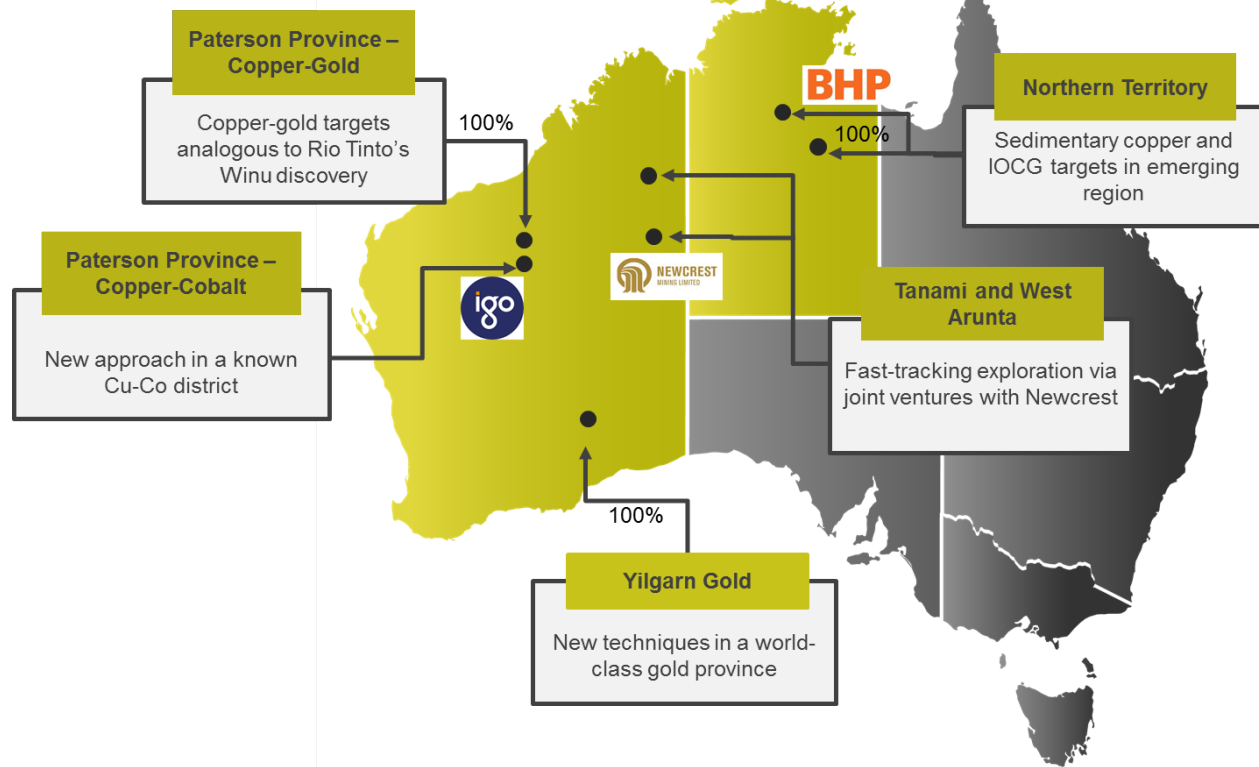 Paterson Province –
Copper-Gold
Copper-gold targets
analogous to Rio Tinto's
Winu discovery
100%
BHP
100%
Northern Territory
Sedimentary copper and
IOCG targets in emerging
region
Paterson Province –
Copper-Cobalt
New approach in a known
Cu-Co district
igo
NEWCREST
MINING LIMITED
Tanami and West
Arunta
Fast-tracking exploration via
joint ventures with Newcrest
100%
Yilgarn Gold
New techniques in a world-
class gold province